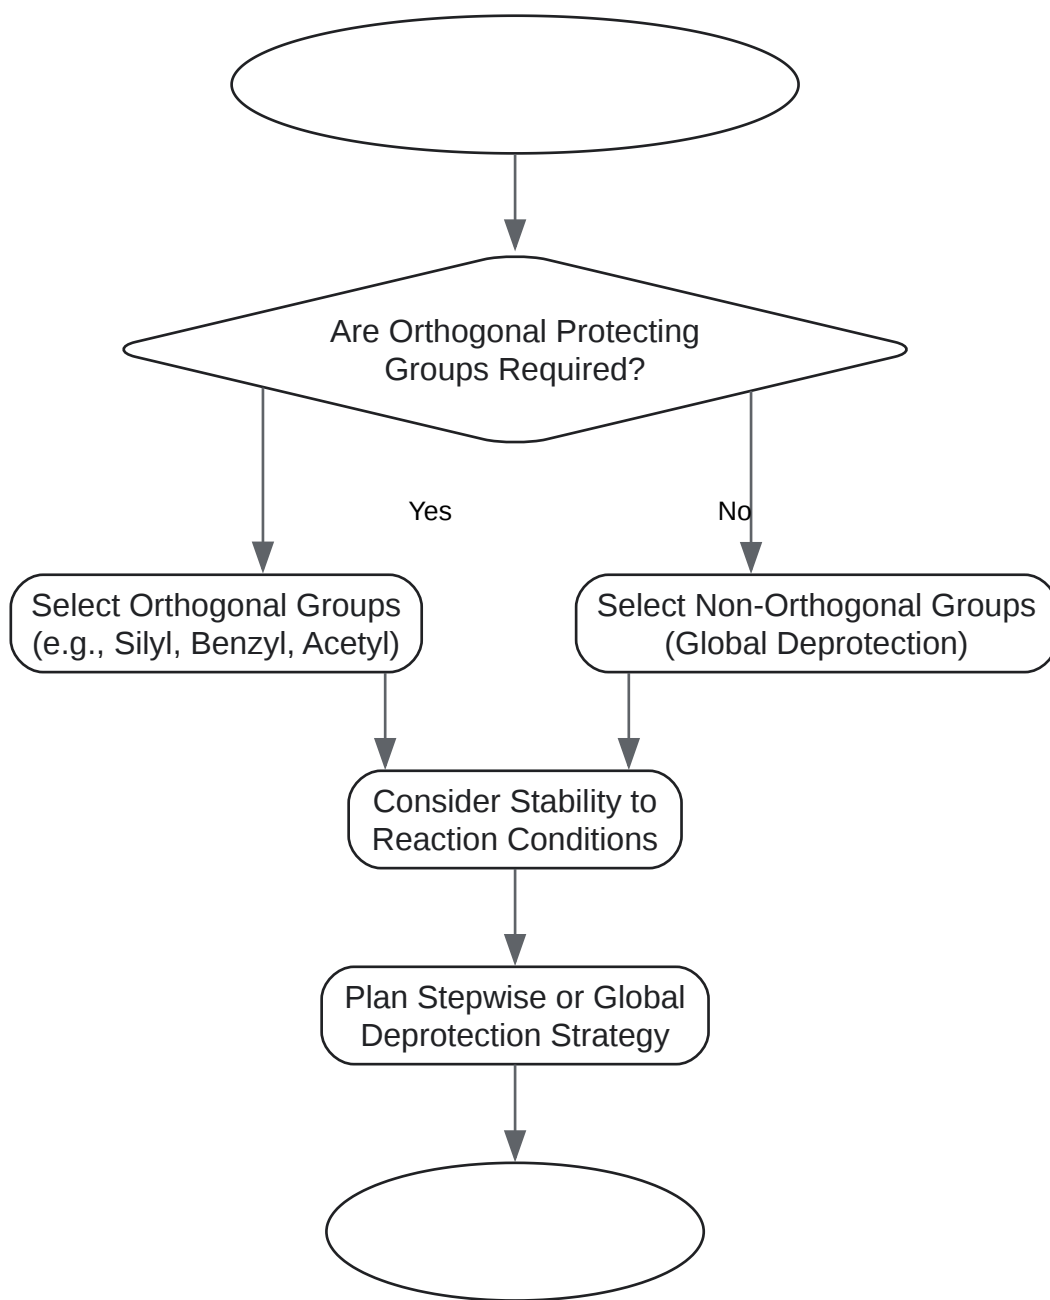 Are Orthogonal Protecting
Groups Required?
Yes
No
Select Orthogonal Groups
(e.g., Silyl, Benzyl, Acetyl)
Select Non-Orthogonal Groups
(Global Deprotection)
Consider Stability to
Reaction Conditions
Plan Stepwise or Global
Deprotection Strategy